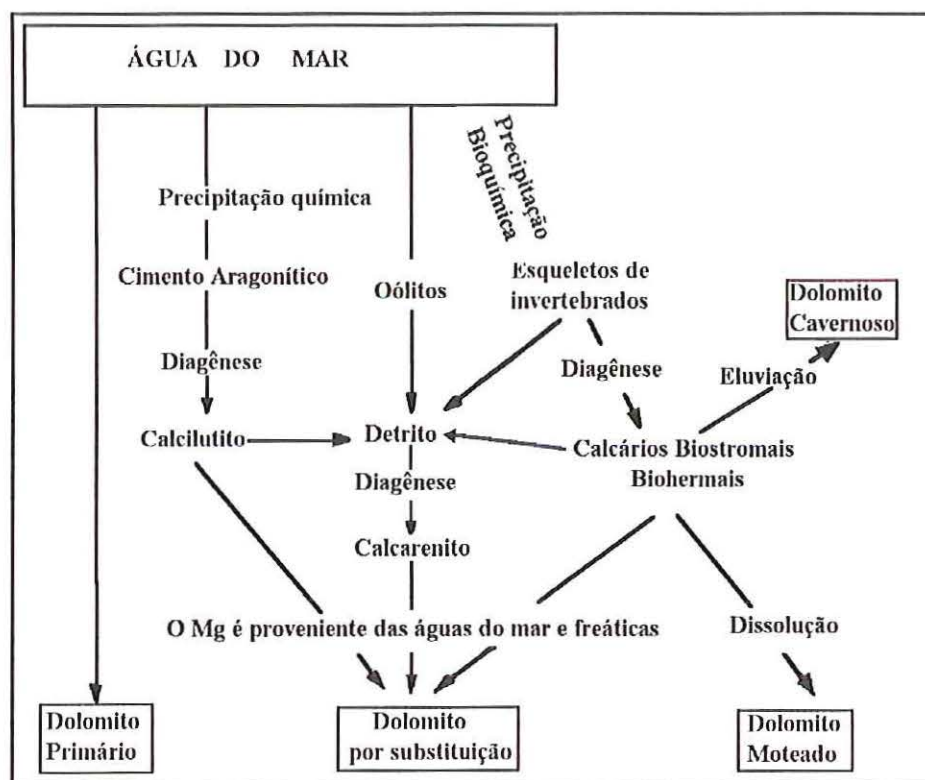 ÁGUA DO MAR
Precipitação
Bioquímica
Precipitação química
Cimento Aragonítico
Oólitos
Esqueletos de
invertebrados
Dolomito
Cavernoso
Diagênese
Diagênese
Eluviação
Calcilutito
Detrito
Calcários Biostromais
Biohermais
Diagênese
Calcarenito
O Mg é proveniente das águas do mar e freáticas
Dissolução
Dolomito
Primário
Dolomito
por substituição
Dolomito
Moteado